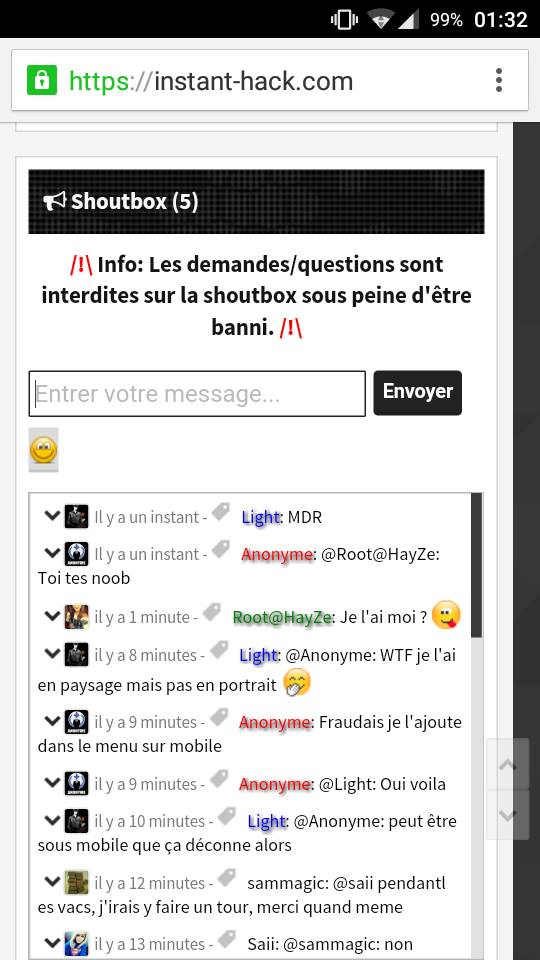 99% 01:32
https://instant-hack.com
Shoutbox (5)
/!\ Info: Les demandes/questions sont
interdites sur la shoutbox sous peine d'être
banni. /!\
Entrer votre message...
Envoyer
Il y a un instant - Light: MDR
Il y a un instant - Anonyme: @Root@HayZe:
Toi tes noob
il y a 1 minute - Root@HayZe: Je l'ai moi ?
il y a 8 minutes - Light: @Anonyme: WTF je l'ai
en paysage mais pas en portrait
il y a 9 minutes - Anonyme: Fraudais je l'ajoute
dans le menu sur mobile
il y a 9 minutes - Anonyme: @Light: Oui voila
il y a 10 minutes - Light: @Anonyme: peut être
sous mobile que ça déconne alors
il y a 12 minutes - sammagic: @saii pendantl
es vacs, j'irais y faire un tour, merci quand meme
il y a 13 minutes - Saii: @sammagic: non